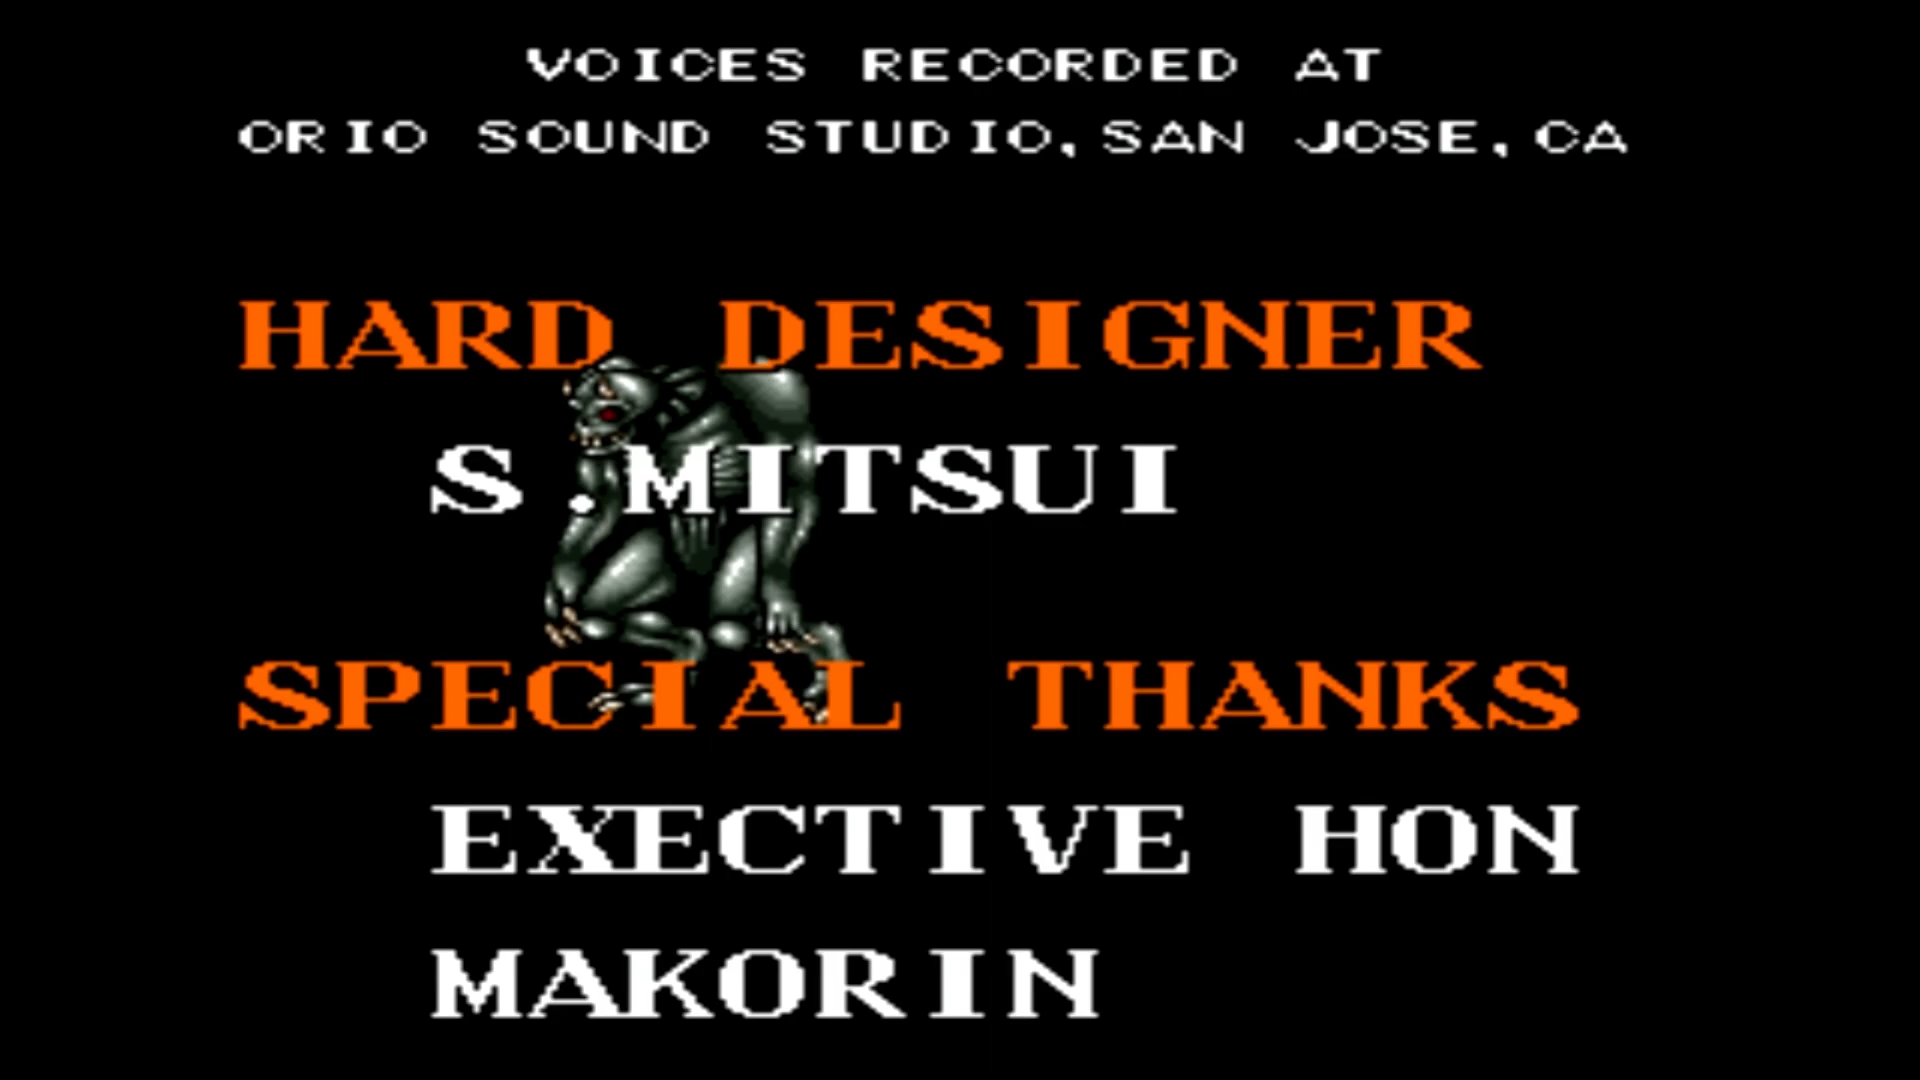 VOICES RECORDED AT
ORIO SOUND STUDIO,SAN JOSE,CA
HARD DESIGNER
S.MITSUI
SPECIAL THANKS
EXECTIVE HON
MAKORIN